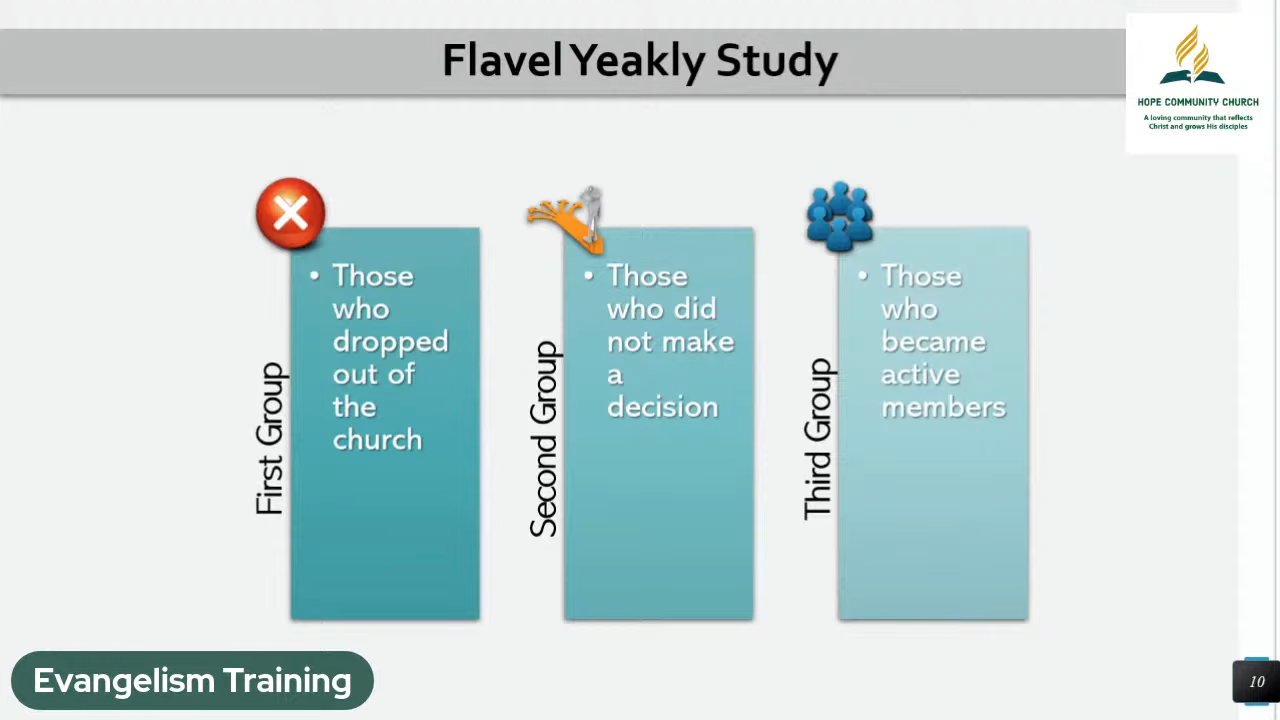 Flavel Yeakly Study
HOPE COMMUNITY CHURCH
A loving community that reflects
Christ and grows His disciples
First Group
• Those
who
dropped
out of
the
church
Second Group
• Those
who did
not make
a
decision
Third Group
• Those
who
became
active
members
Evangelism Training
10